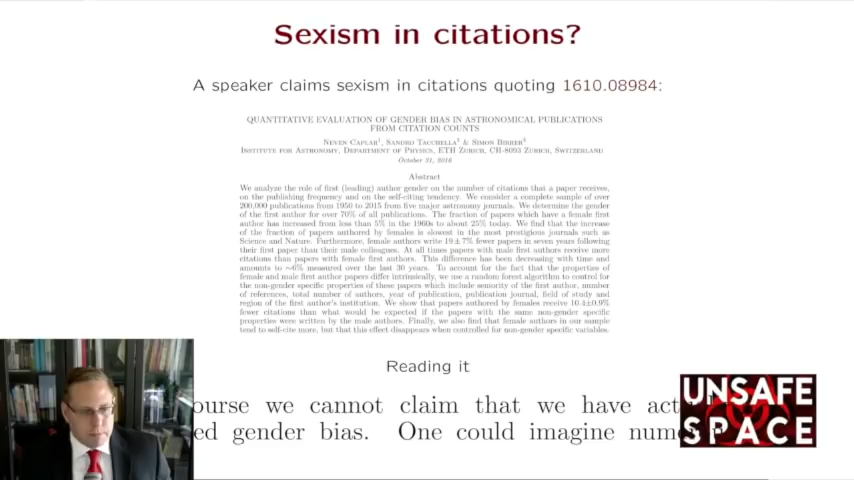 Sexism in citations?
A speaker claims sexism in citations quoting 1610.08984:
QUANTITATIVE EVALUATION OF GENDER BIAS IN ASTRONOMICAL PUBLICATIONS
FROM CITATION COUNTS
Neven Caplar¹, Sandro Tacchella¹ & Simon Birrer¹
Institute for Astronomy, Department of Physics, ETH Zurich, CH-8093 Zurich, Switzerland
October 31, 2016
Abstract
We analyze the role of first (leading) author gender on the number of citations that a paper receives,
on the publishing frequency and on the self-citing tendency. We consider a complete sample of over
200,000 publications from 1950 to 2015 from five major astronomy journals. We determine the gender
of the first author for over 70% of all publications. The fraction of papers which have a female first
author has increased from less than 5% in the 1960s to about 25% today. We find that the increase
of the fraction of papers authored by females is slowest in the most prestigious journals such as
Science and Nature. Furthermore, female authors write 19±7% fewer papers in seven years following
their first paper than their male colleagues. At all times papers with male first authors receive more
citations than papers with female first authors. This difference has been decreasing with time and
amounts to ~6% measured over the last 30 years. To account for the fact that the properties of
female and male first author papers differ intrinsically, we use a random forest algorithm to control for
the non-gender specific properties of these papers which include seniority of the first author, number
of references, total number of authors, year of publication, publication journal, field of study and
region of the first author's institution. We show that papers authored by females receive 10.4±0.9%
fewer citations than what would be expected if the papers with the same non-gender specific
properties were written by the male authors. Finally, we also find that female authors in our sample
tend to self-cite more, but that this effect disappears when controlled for non-gender specific variables.
Reading it
ourse we cannot claim that we have act
ed gender bias. One could imagine num
UNSAFE
SPACE